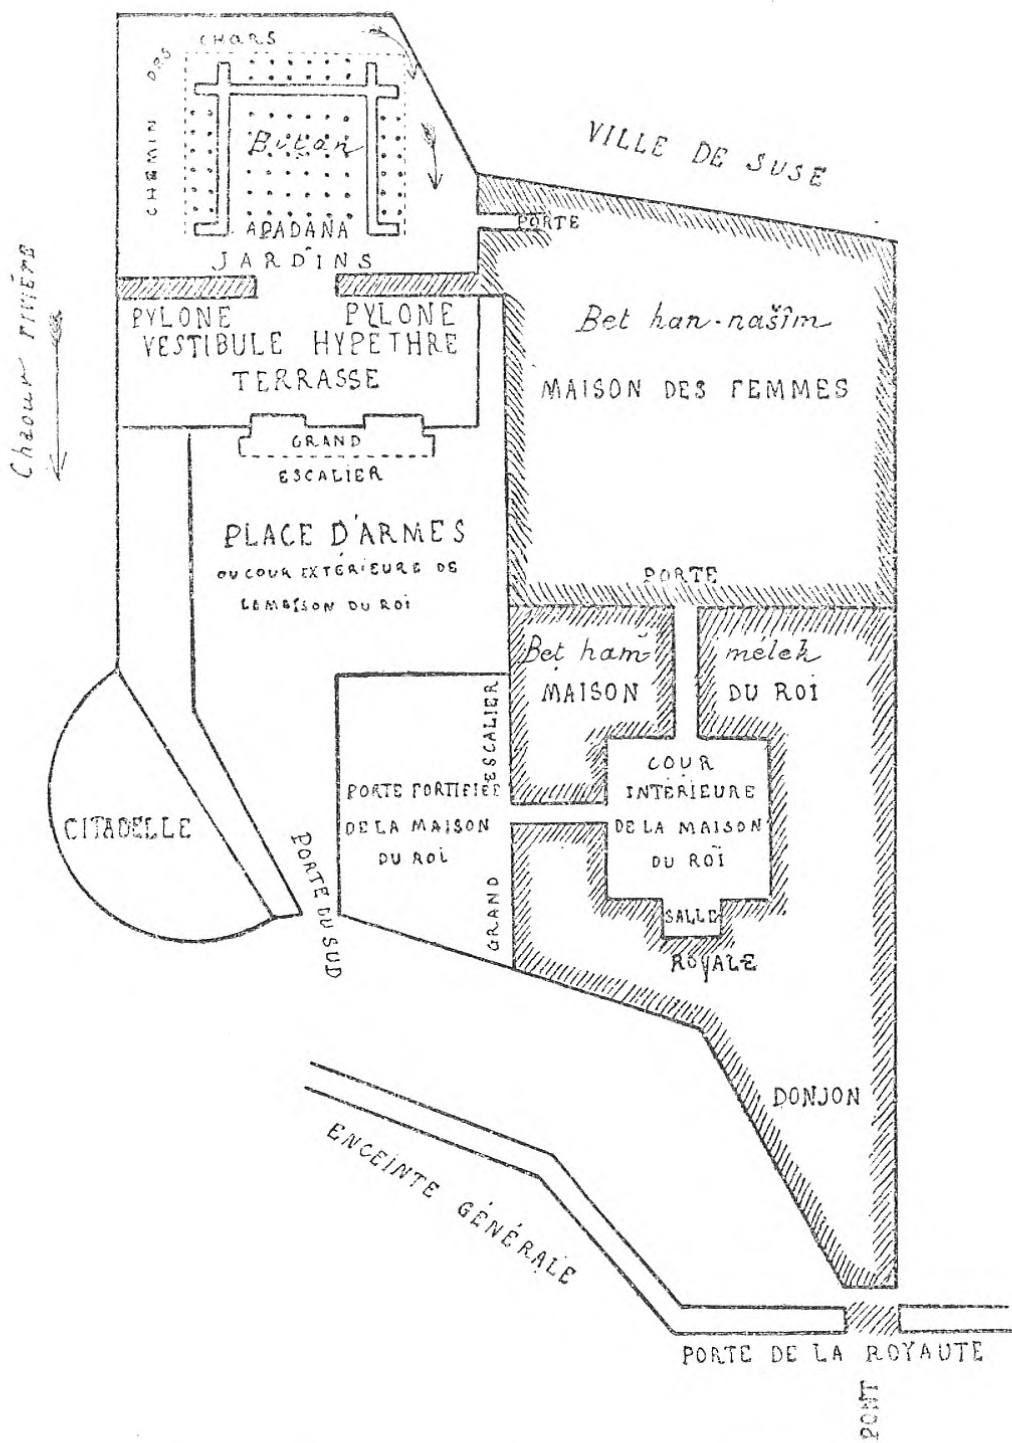 CHEMIN DES CHARS
Bitan
APADANA
JARDINS
VILLE DE SUSE
PORTE
Chaour RIVIÈRE
PYLONE PYLONE
VESTIBULE HYPÈTHRE
TERRASSE
GRAND
ESCALIER
Bet han-našîm
MAISON DES FEMMES
PORTE
PLACE D'ARMES
OU COUR EXTÉRIEURE DE
LA MAISON DU ROI
Bet ham- mélek
MAISON DU ROI
GRAND ESCALIER
PORTE FORTIFIÉE
DE LA MAISON
DU ROI
COUR
INTÉRIEURE
DE LA MAISON
DU ROI
SALLE
ROYALE
CITADELLE
PORTE DU SUD
DONJON
ENCEINTE GÉNÉRALE
PORTE DE LA ROYAUTE
PONT